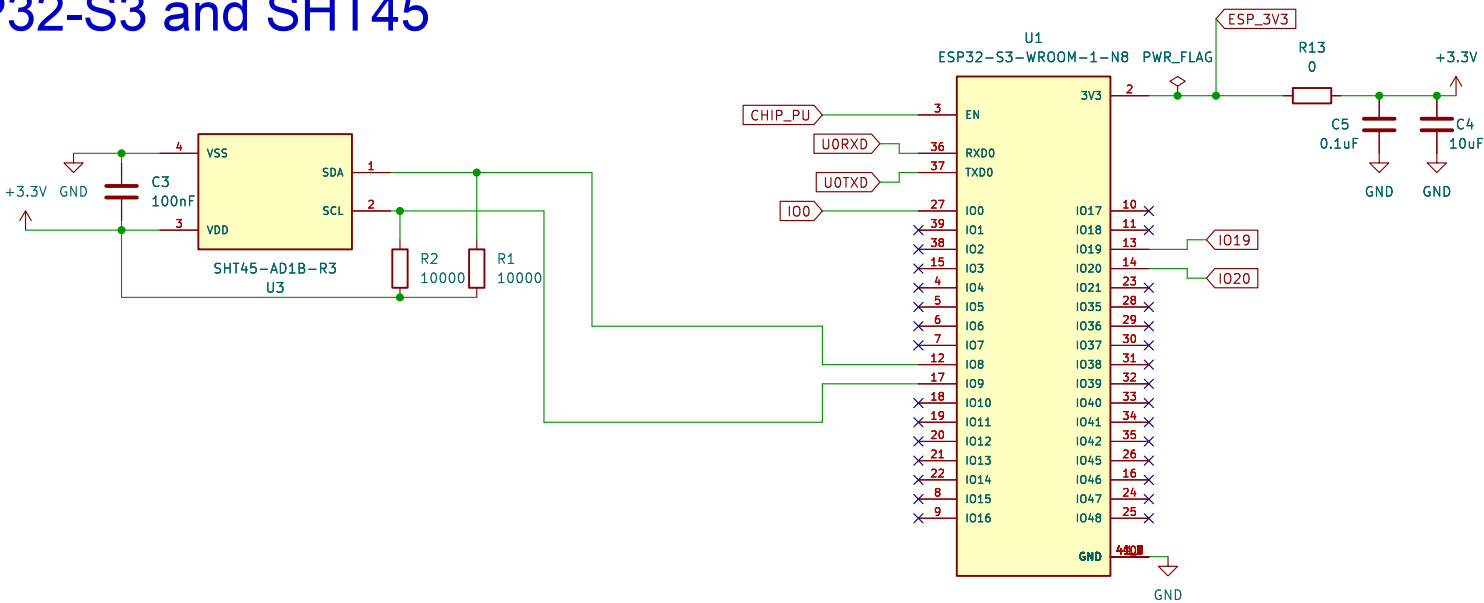 P32-S3 and SHT45
ESP_3V3
U1
ESP32-S3-WROOM-1-N8
PWR_FLAG
R13
0
+3.3V
3V3
2
CHIP_PU
3
EN
C5
0.1uF
C4
10uF
GND
GND
U0RXD
36
RXD0
U0TXD
37
TXD0
IO0
27
IO0
39
IO1
38
IO2
15
IO3
4
IO4
5
IO5
6
IO6
7
IO7
12
IO8
17
IO9
18
IO10
19
IO11
20
IO12
21
IO13
22
IO14
8
IO15
9
IO16
IO17
10
IO18
11
IO19
13
IO19
IO20
14
IO20
IO21
23
IO35
28
IO36
29
IO37
30
IO38
31
IO39
32
IO40
33
IO41
34
IO42
35
IO45
26
IO46
16
IO47
24
IO48
25
GND
GND
+3.3V
GND
C3
100nF
4
VSS
3
VDD
SDA
1
SCL
2
SHT45-AD1B-R3
U3
R2
10000
R1
10000